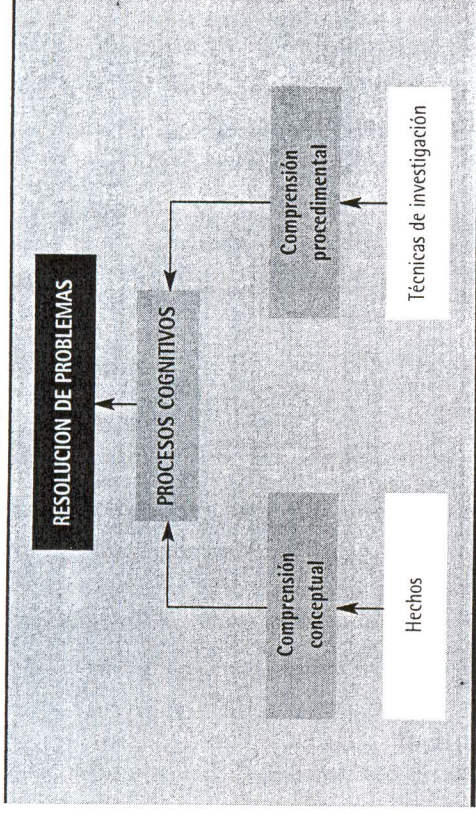 RESOLUCION DE PROBLEMAS
PROCESOS COGNITIVOS
Comprensión
conceptual
Comprensión
procedimental
Hechos
Técnicas de investigación